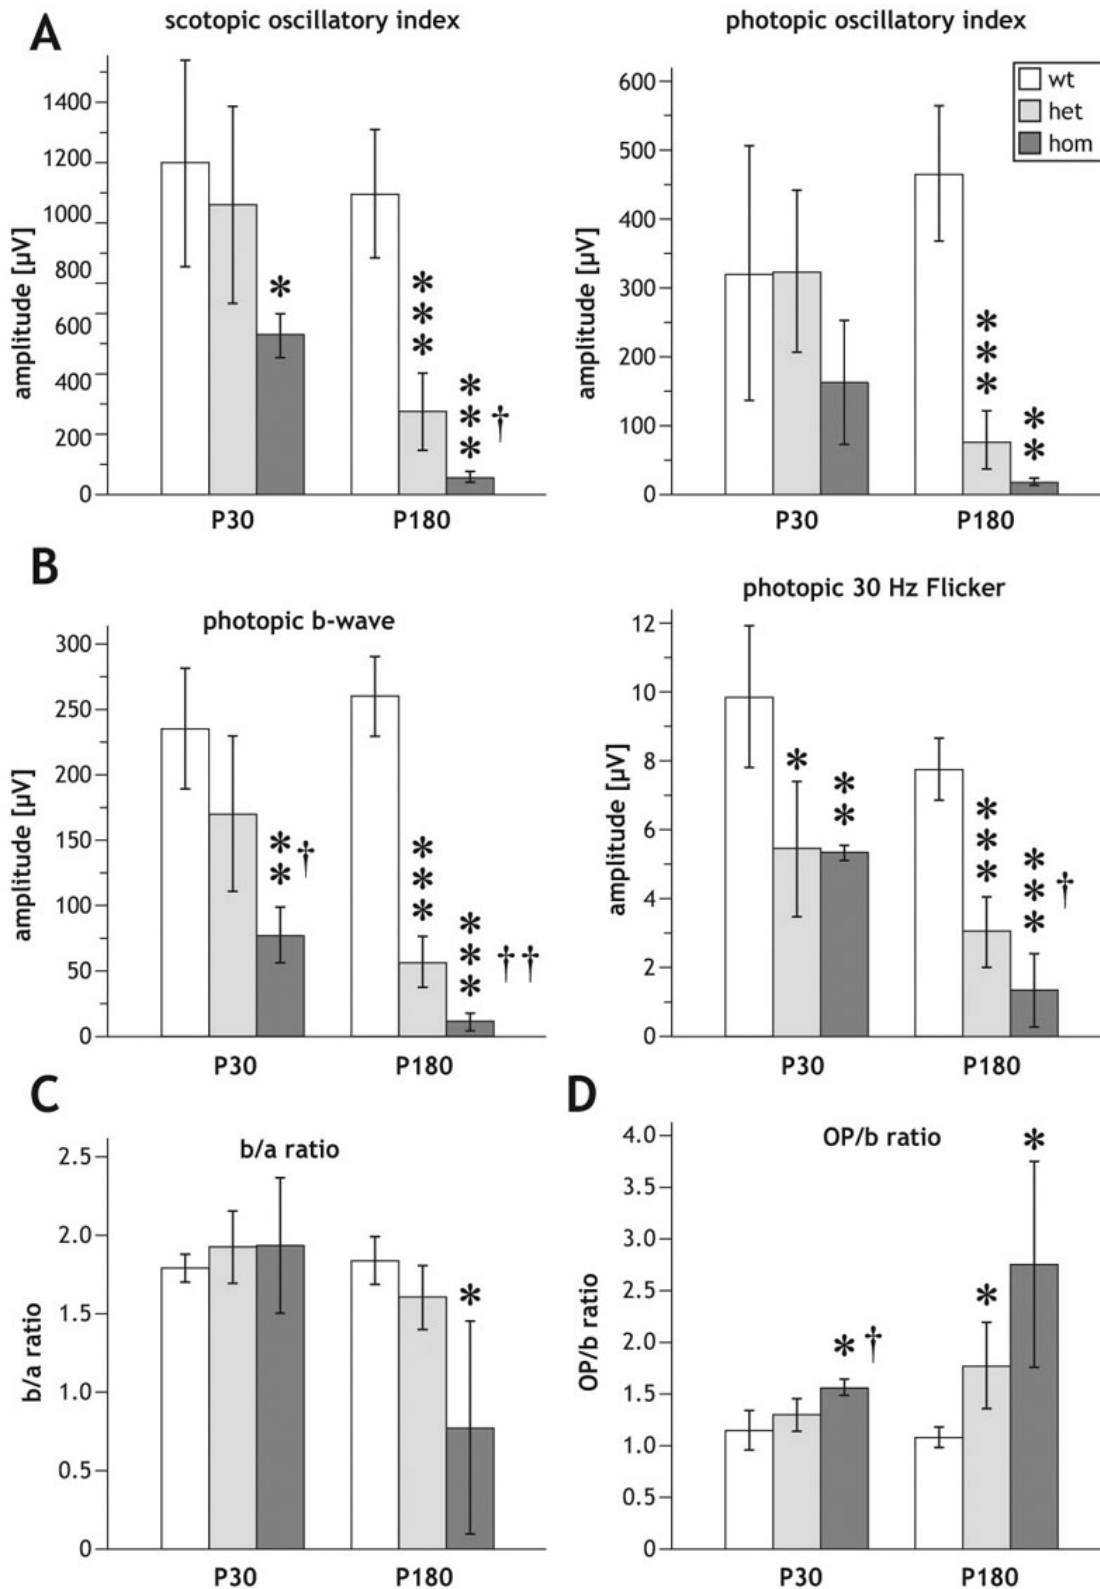 A
scotopic oscillatory index
photopic oscillatory index
wt
het
hom
amplitude [µV]
1400
1200
1000
800
600
400
200
0
*
***
***
†
P30
P180
amplitude [µV]
600
500
400
300
200
100
0
***
**
P30
P180
B
photopic b-wave
amplitude [µV]
300
250
200
150
100
50
0
**
†
***
***
††
P30
P180
photopic 30 Hz Flicker
amplitude [µV]
12
10
8
6
4
2
0
*
**
***
***
†
P30
P180
C
b/a ratio
b/a ratio
2.5
2.0
1.5
1.0
0.5
0
*
P30
P180
D
OP/b ratio
OP/b ratio
4.0
3.5
3.0
2.5
2.0
1.5
1.0
0.5
0
*
†
*
*
P30
P180